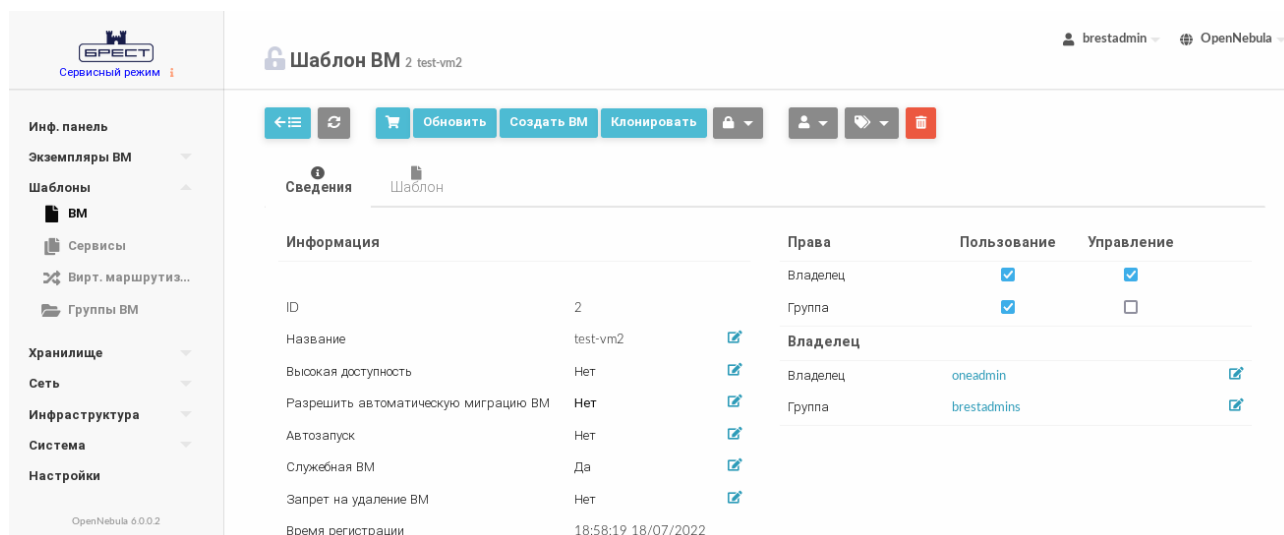 БРЕСТ
Сервисный режим
Шаблон ВМ 2 test-vm2
brestadmin
OpenNebula
Обновить
Создать ВМ
Клонировать
Инф. панель
Экземпляры ВМ
Шаблоны
ВМ
Сервисы
Вирт. маршрутиз...
Группы ВМ
Хранилище
Сеть
Инфраструктура
Система
Настройки
OpenNebula 6.0.0.2
Сведения
Шаблон
Информация
ID 2
Название test-vm2
Высокая доступность Нет
Разрешить автоматическую миграцию ВМ Нет
Автозапуск Нет
Служебная ВМ Да
Запрет на удаление ВМ Нет
Время регистрации 18:58:19 18/07/2022
Права Пользование Управление
Владелец
Группа
Владелец
Владелец oneadmin
Группа brestadmins